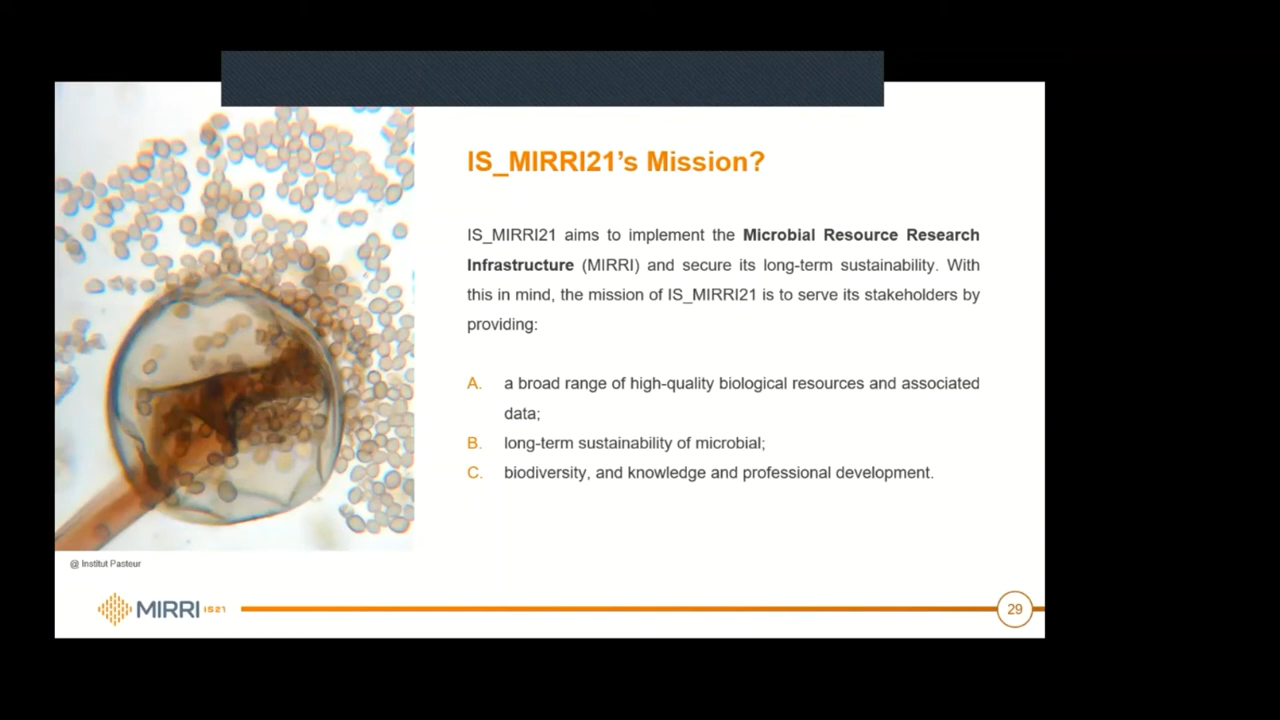 IS_MIRRI21’s Mission?
IS_MIRRI21 aims to implement the Microbial Resource Research
Infrastructure (MIRRI) and secure its long-term sustainability. With
this in mind, the mission of IS_MIRRI21 is to serve its stakeholders by
providing:
A. a broad range of high-quality biological resources and associated
data;
B. long-term sustainability of microbial;
C. biodiversity, and knowledge and professional development.
@ Institut Pasteur
MIRRI IS21
29